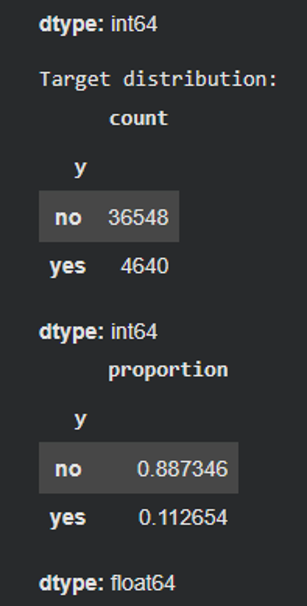 dtype: int64
Target distribution:
count
y
no 36548
yes 4640
dtype: int64
proportion
y
no 0.887346
yes 0.112654
dtype: float64